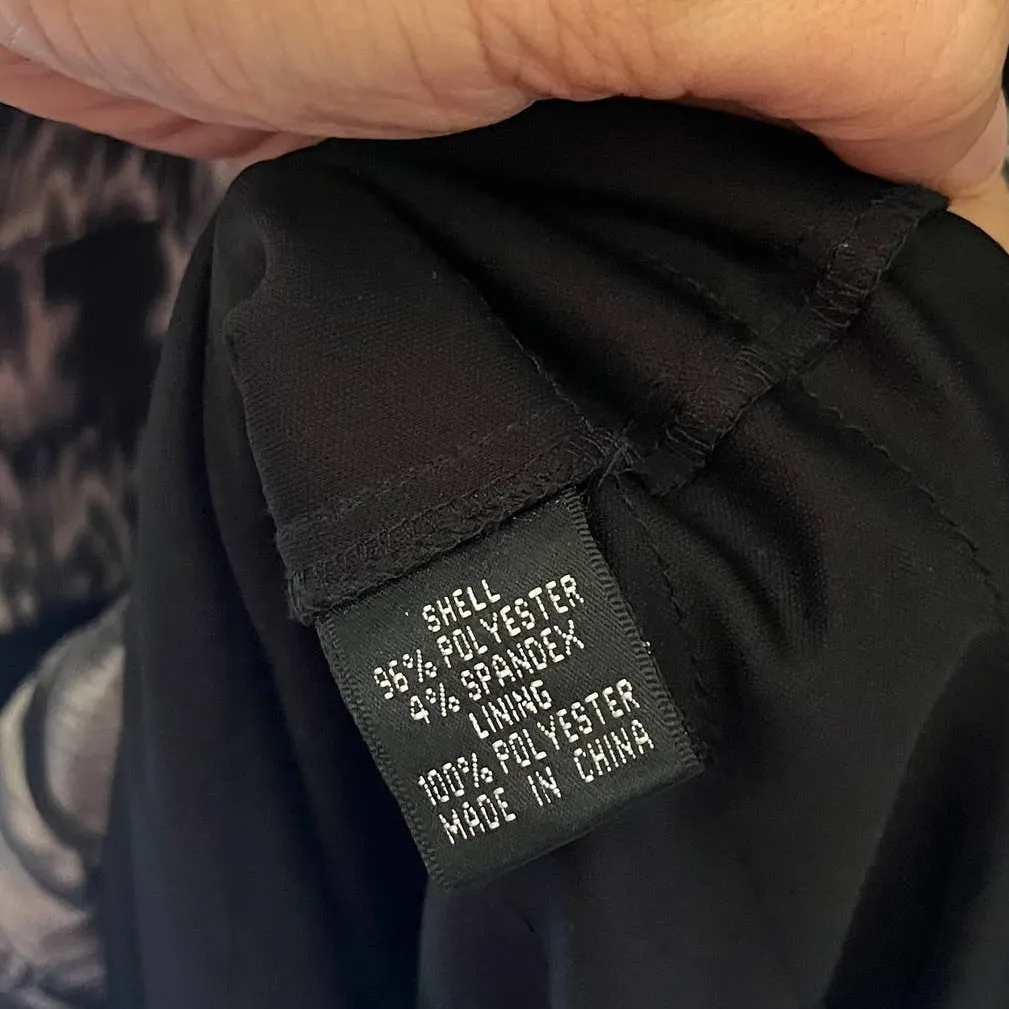 SHELL
96% POLYESTER
4% SPANDEX
LINING
100% POLYESTER
MADE IN CHINA